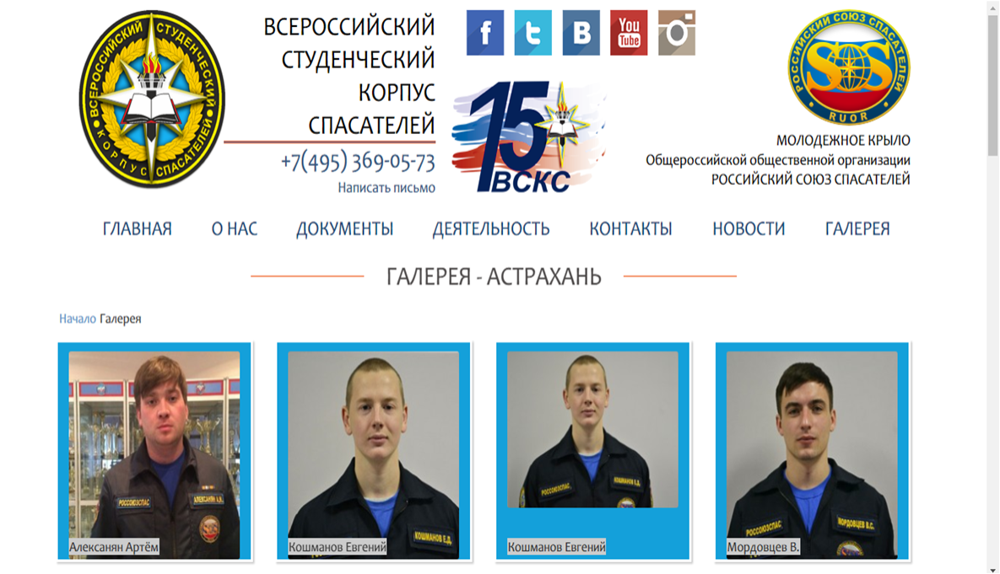 ВСЕРОССИЙСКИЙ СТУДЕНЧЕСКИЙ
КОРПУС СПАСАТЕЛЕЙ
ВСЕРОССИЙСКИЙ
СТУДЕНЧЕСКИЙ
КОРПУС
СПАСАТЕЛЕЙ
+7(495) 369-05-73
Написать письмо
f
t
B
You
Tube
15
ВСКС
РОССИЙСКИЙ СОЮЗ СПАСАТЕЛЕЙ
SOS
RUOR
МОЛОДЕЖНОЕ КРЫЛО
Общероссийской общественной организации
РОССИЙСКИЙ СОЮЗ СПАСАТЕЛЕЙ
ГЛАВНАЯ О НАС ДОКУМЕНТЫ ДЕЯТЕЛЬНОСТЬ КОНТАКТЫ НОВОСТИ ГАЛЕРЕЯ
ГАЛЕРЕЯ - АСТРАХАНЬ
Начало Галерея
РОССОЮЗСПАС
АЛЕКСАНЯН А.И.
Алексанян Артём
КОШМАНОВ Е.Д.
Кошманов Евгений
РОССОЮЗСПАС
КОШМАНОВ Е.Д.
Кошманов Евгений
РОССОЮЗСПАС
МОРДОВЦЕВ В.С.
Мордовцев В.